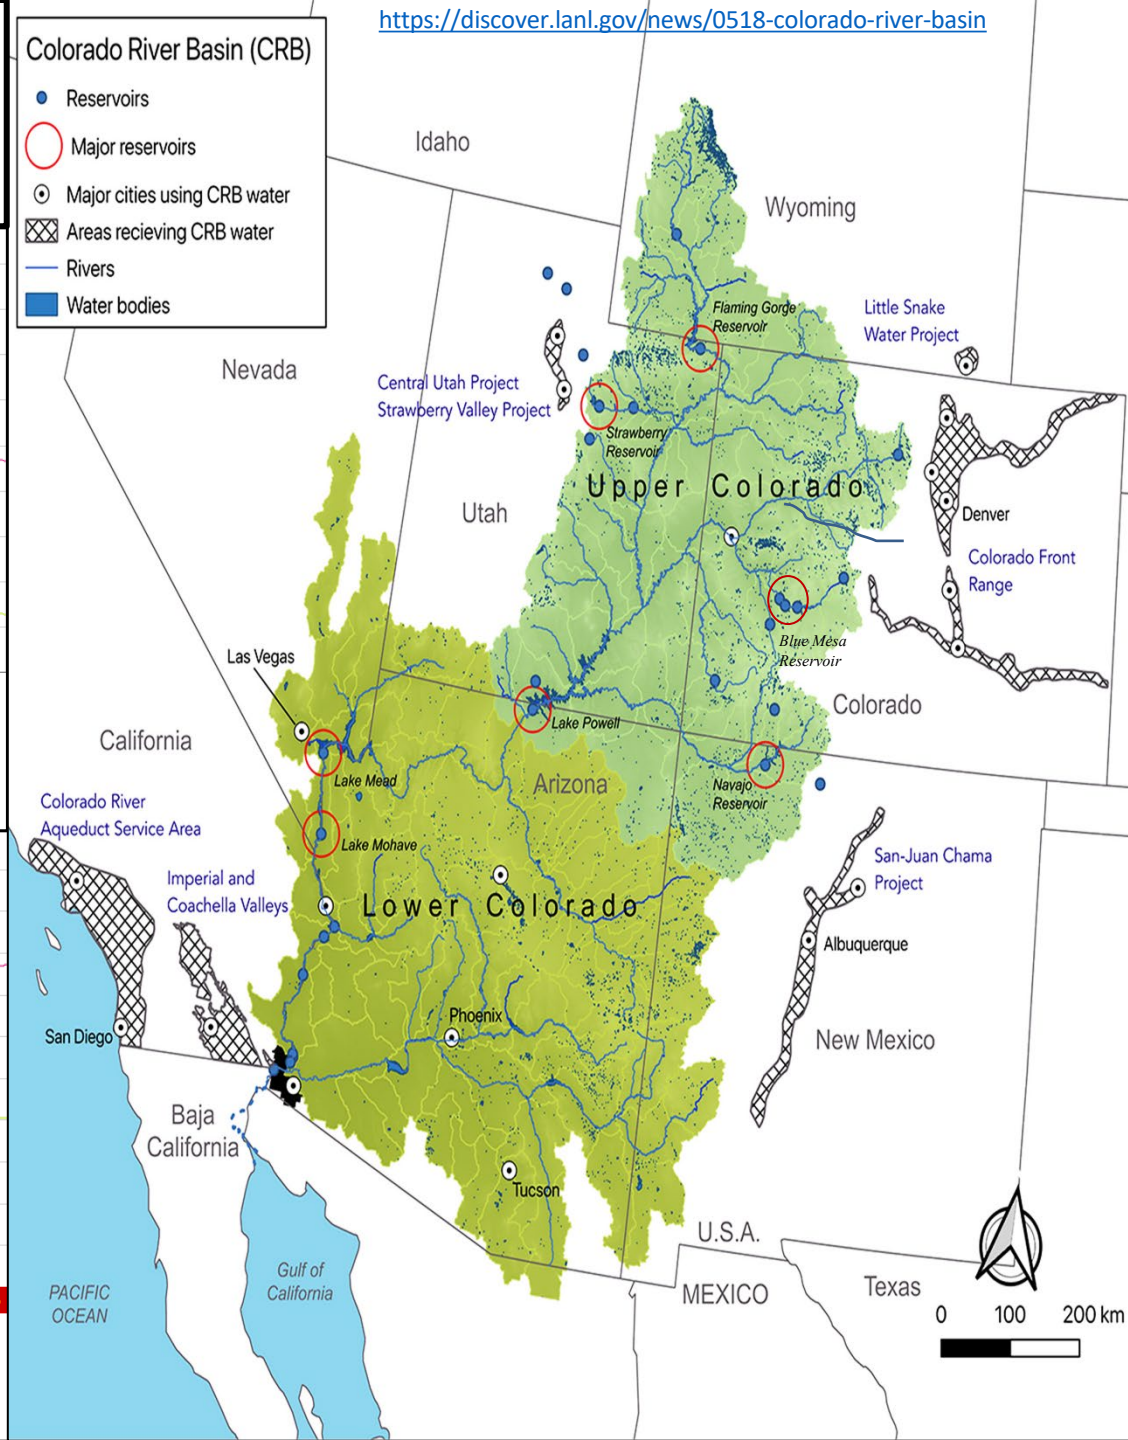 https://discover.lanl.gov/news/0518-colorado-river-basin
Colorado River Basin (CRB)
Reservoirs
Major reservoirs
Major cities using CRB water
Areas recieving CRB water
Rivers
Water bodies
Idaho
Wyoming
Flaming Gorge
Reservoir
Little Snake
Water Project
Nevada
Central Utah Project
Strawberry Valley Project
Strawberry
Reservoir
Upper Colorado
Utah
Denver
Colorado Front
Range
Blue Mesa
Reservoir
Las Vegas
Colorado
Lake Powell
California
Lake Mead
Arizona
Navajo
Reservoir
Colorado River
Aqueduct Service Area
Lake Mohave
San-Juan Chama
Project
Imperial and
Coachella Valleys
Lower Colorado
Albuquerque
Phoenix
San Diego
New Mexico
Baja
California
Tucson
U.S.A.
MEXICO
Texas
Gulf of
California
PACIFIC
OCEAN
0 100 200 km